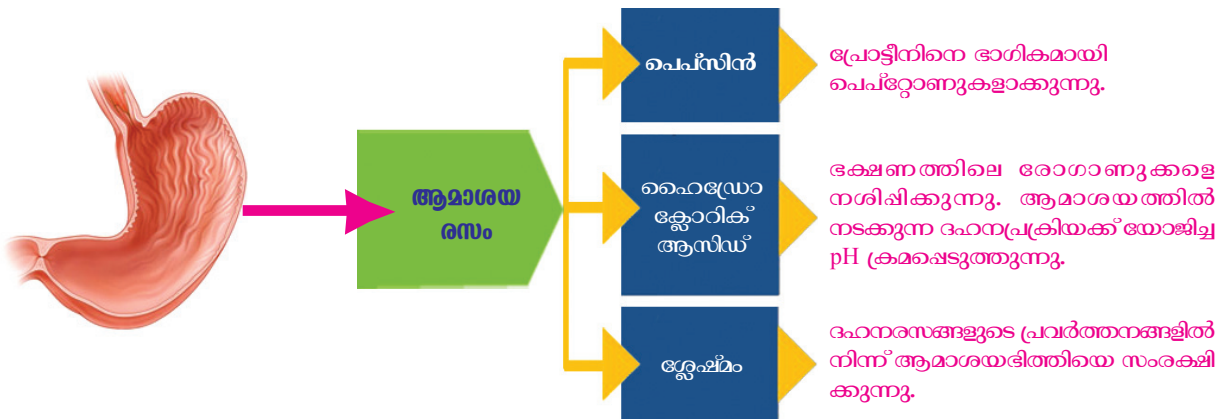 ആമാശയ
രസം
പെപ്സിൻ
പ്രോട്ടീനിനെ ഭാഗികമായി
പെപ്റ്റോണുകളാക്കുന്നു.
ഹൈഡ്രോ
ക്ലോറിക്
ആസിഡ്
ഭക്ഷണത്തിലെ രോഗാണുക്കളെ
നശിപ്പിക്കുന്നു. ആമാശയത്തിൽ
നടക്കുന്ന ദഹനപ്രക്രിയക്ക് യോജിച്ച
pH ക്രമപ്പെടുത്തുന്നു.
ശ്ലേഷ്മം
ദഹനരസങ്ങളുടെ പ്രവർത്തനങ്ങളിൽ
നിന്ന് ആമാശയഭിത്തിയെ സംരക്ഷി
ക്കുന്നു.